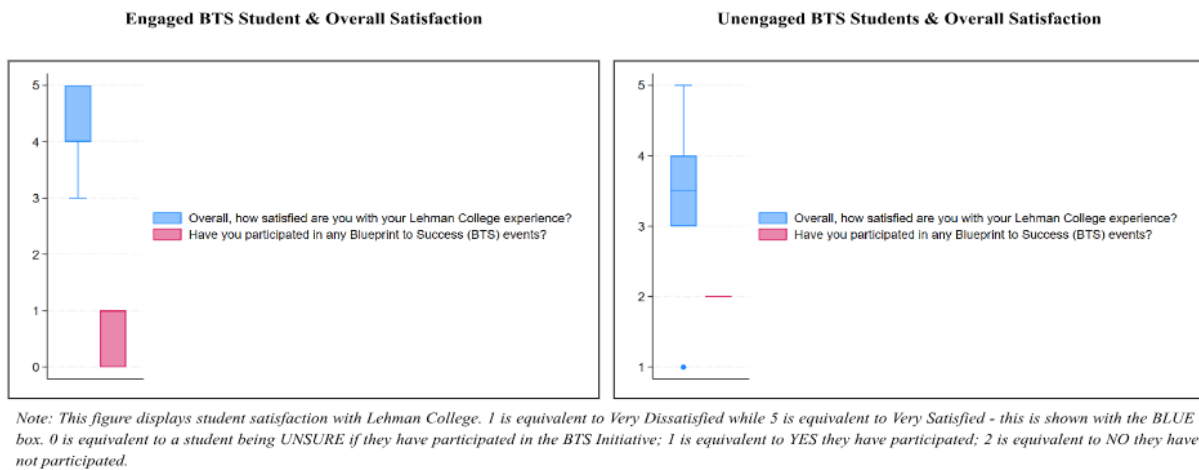 Engaged BTS Student & Overall Satisfaction
Unengaged BTS Students & Overall Satisfaction
5
4
3
2
1
0
Overall, how satisfied are you with your Lehman College experience?
Have you participated in any Blueprint to Success (BTS) events?
5
4
3
2
1
Overall, how satisfied are you with your Lehman College experience?
Have you participated in any Blueprint to Success (BTS) events?
Note: This figure displays student satisfaction with Lehman College. 1 is equivalent to Very Dissatisfied while 5 is equivalent to Very Satisfied - this is shown with the BLUE
box. 0 is equivalent to a student being UNSURE if they have participated in the BTS Initiative; 1 is equivalent to YES they have participated; 2 is equivalent to NO they have
not participated.